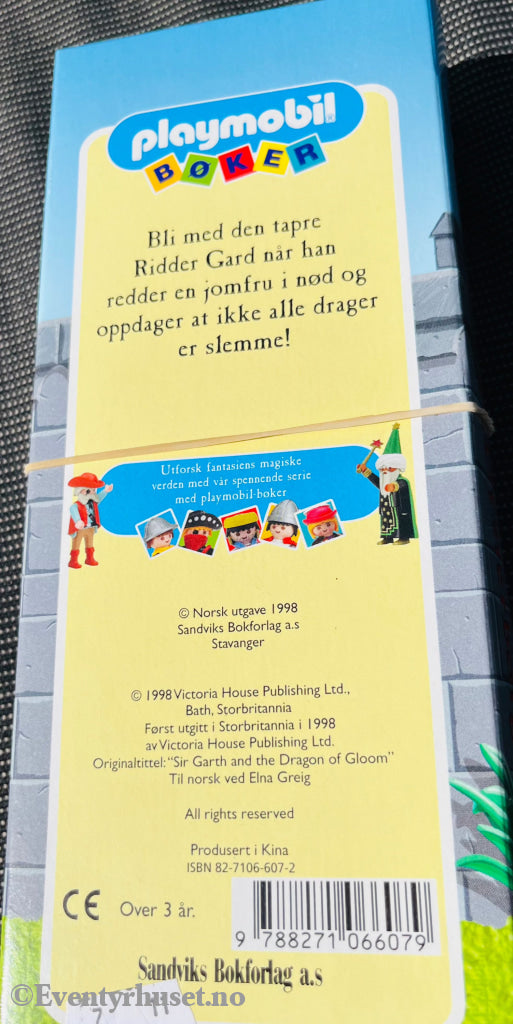 playmobil®
BØKER
Bli med den tapre
Ridder Gard når han
redder en jomfru i nød og
oppdager at ikke alle drager
er slemme!
Utforsk fantasiens magiske
verden med vår spennende serie
med playmobil-bøker
© Norsk utgave 1998
Sandviks Bokforlag a.s
Stavanger
© 1998 Victoria House Publishing Ltd.,
Bath, Storbritannia
Først utgitt i Storbritannia i 1998
av Victoria House Publishing Ltd.
Originaltittel: "Sir Garth and the Dragon of Gloom"
Til norsk ved Elna Greig
All rights reserved
Produsert i Kina
ISBN 82-7106-607-2
CE Over 3 år.
9 788271 066079
Sandviks Bokforlag a.s
©Eventyrhuset.no